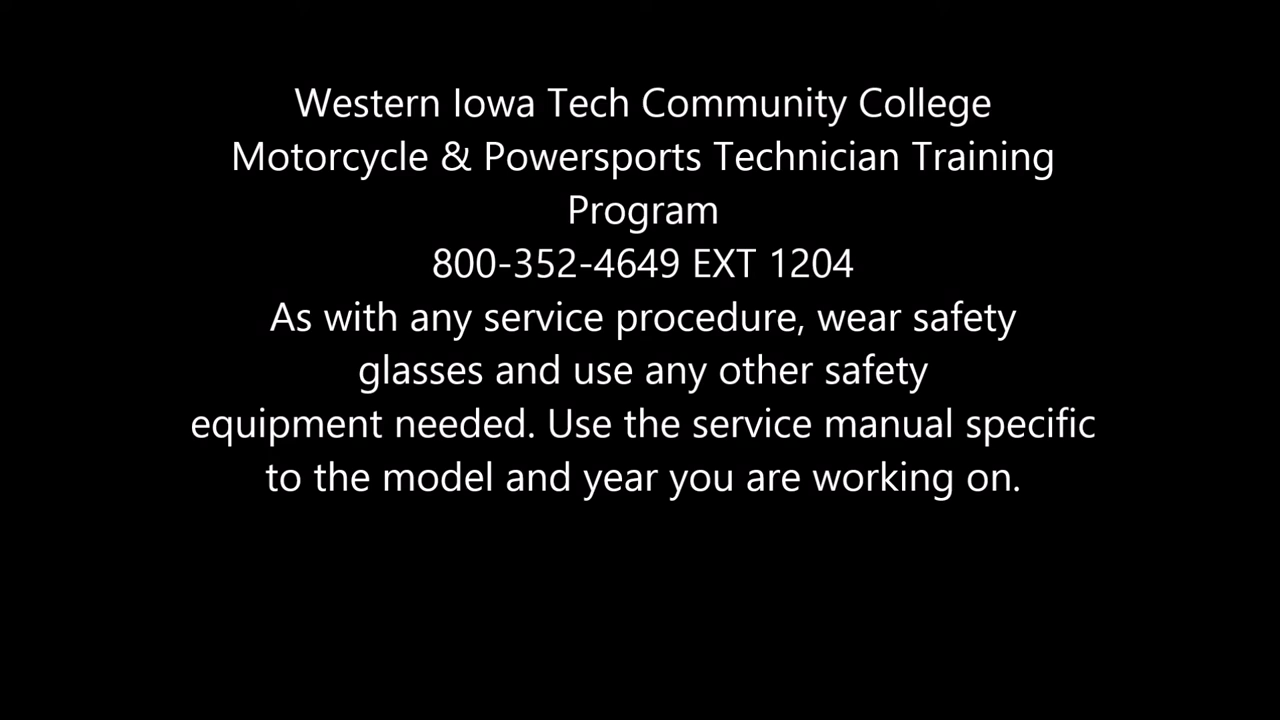 Western Iowa Tech Community College
Motorcycle & Powersports Technician Training
Program
800-352-4649 EXT 1204
As with any service procedure, wear safety
glasses and use any other safety
equipment needed. Use the service manual specific
to the model and year you are working on.